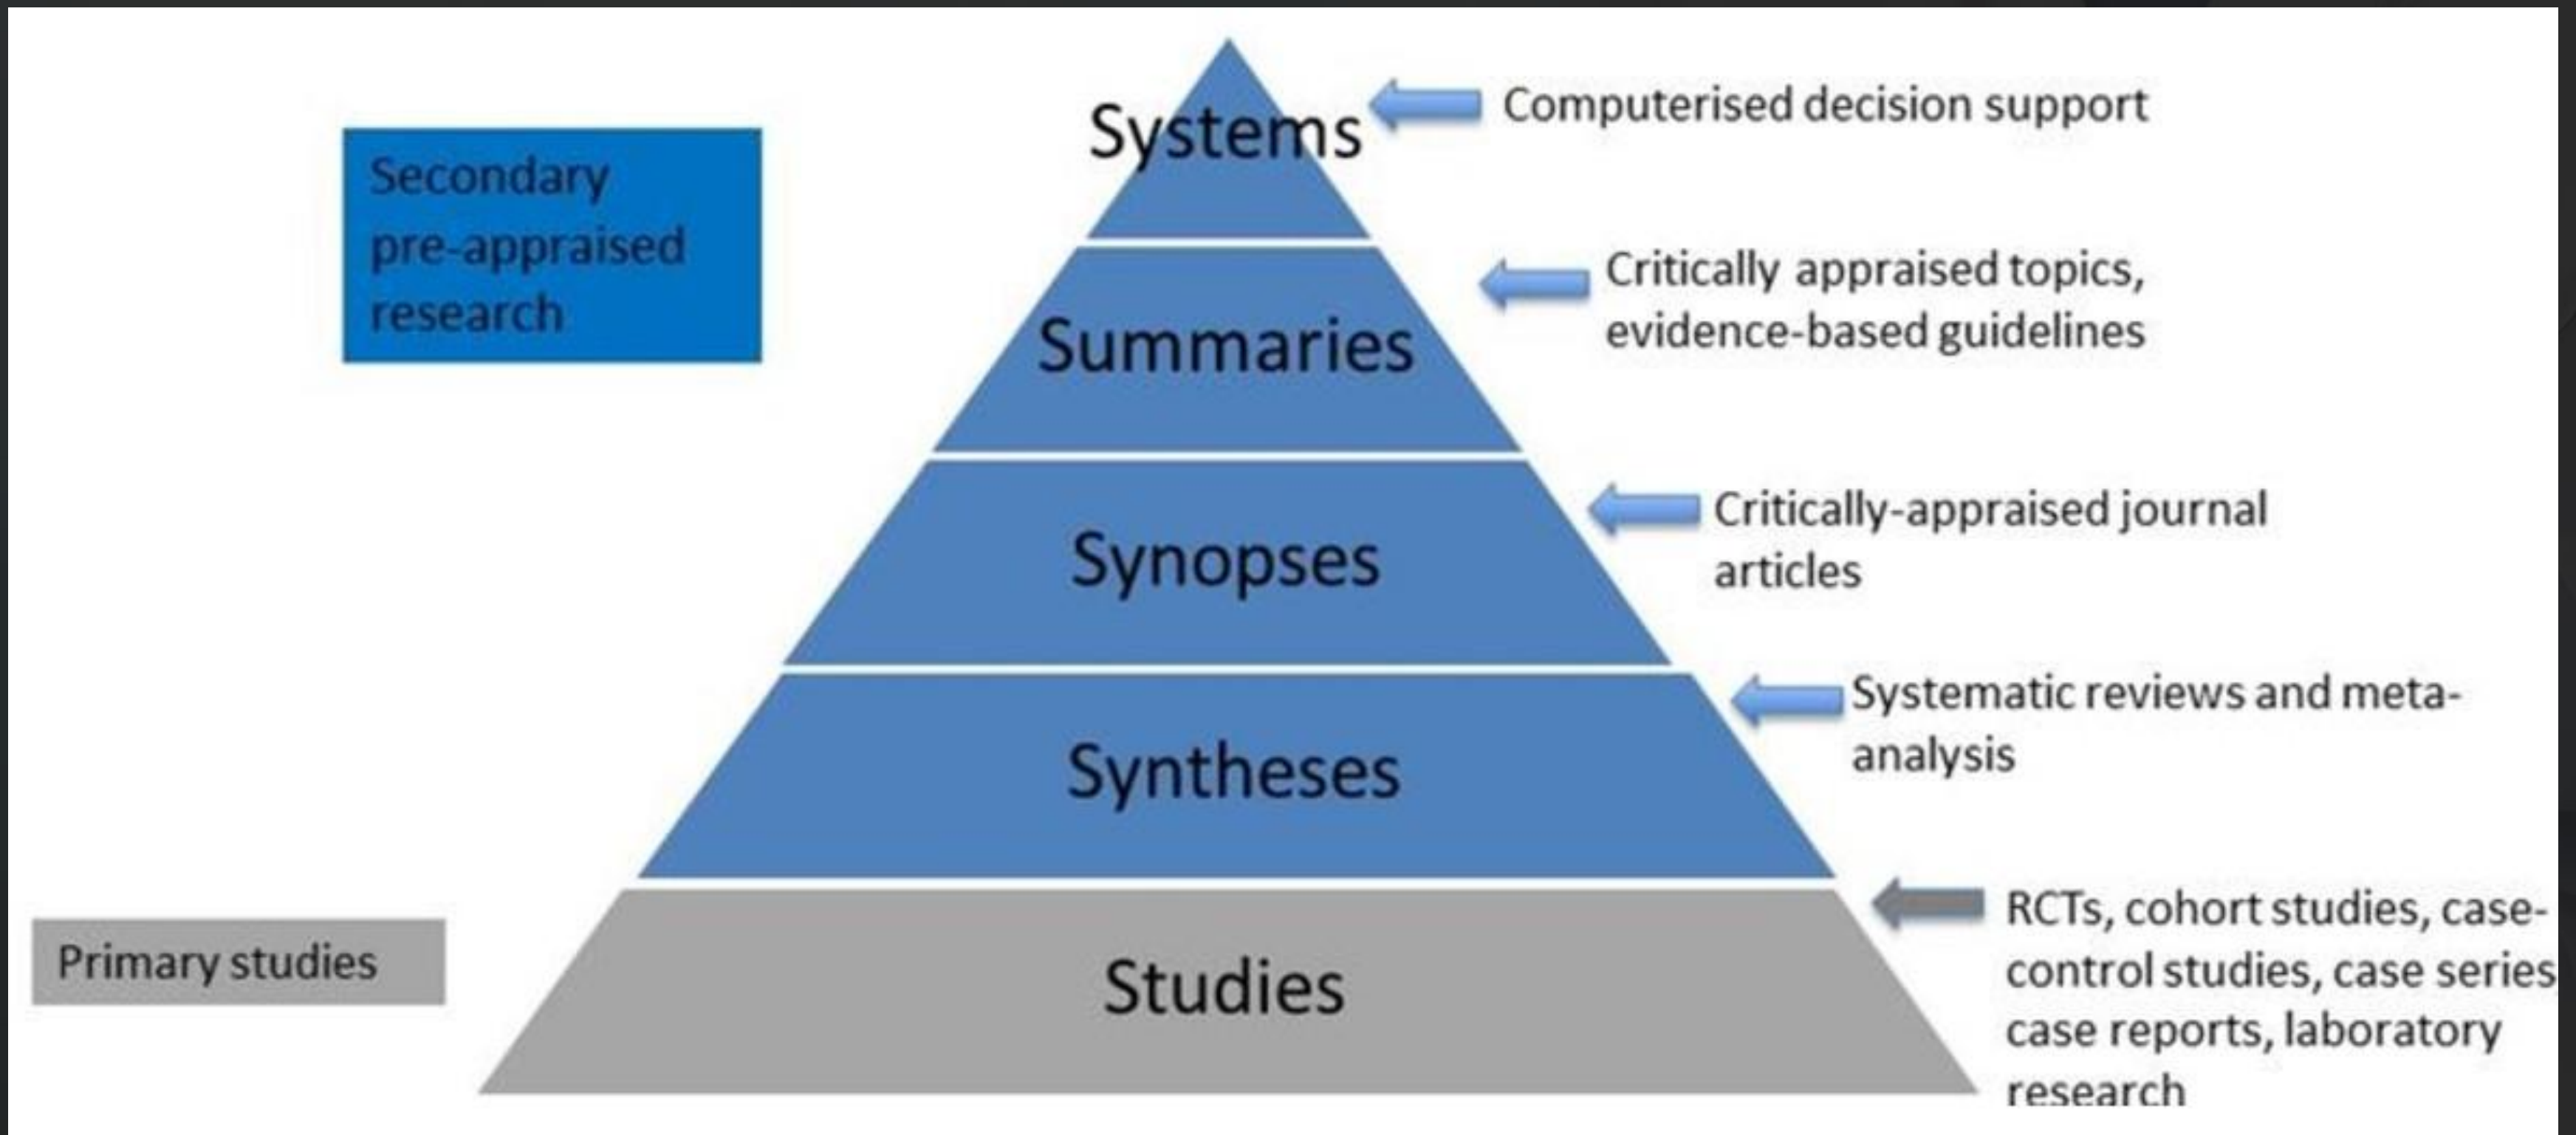 Systems
Computerised decision support
Secondary
pre-appraised
research
Critically appraised topics,
evidence-based guidelines
Summaries
Critically-appraised journal
articles
Synopses
Systematic reviews and meta-
analysis
Syntheses
Primary studies
Studies
RCTs, cohort studies, case-
control studies, case series
case reports, laboratory
research